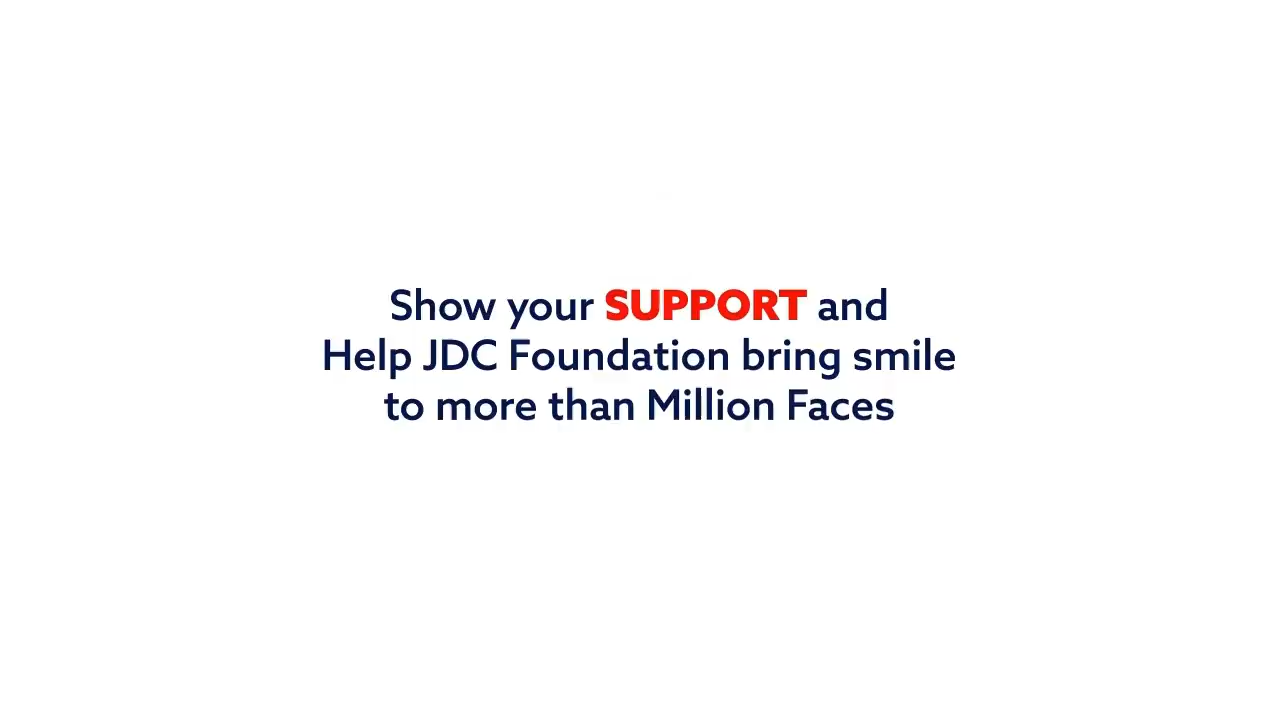 Show your SUPPORT and
Help JDC Foundation bring smile
to more than Million Faces